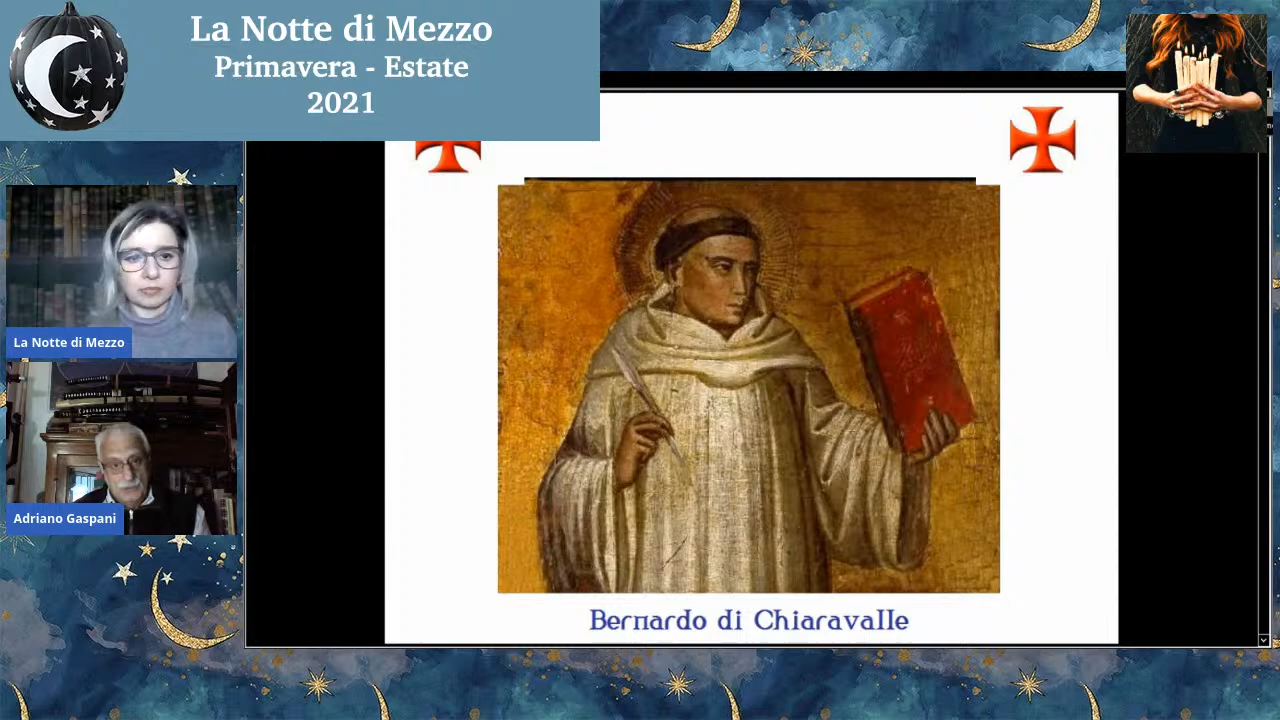 La Notte di Mezzo
Primavera - Estate
2021
La Notte di Mezzo
Adriano Gaspani
Bernardo di Chiaravalle